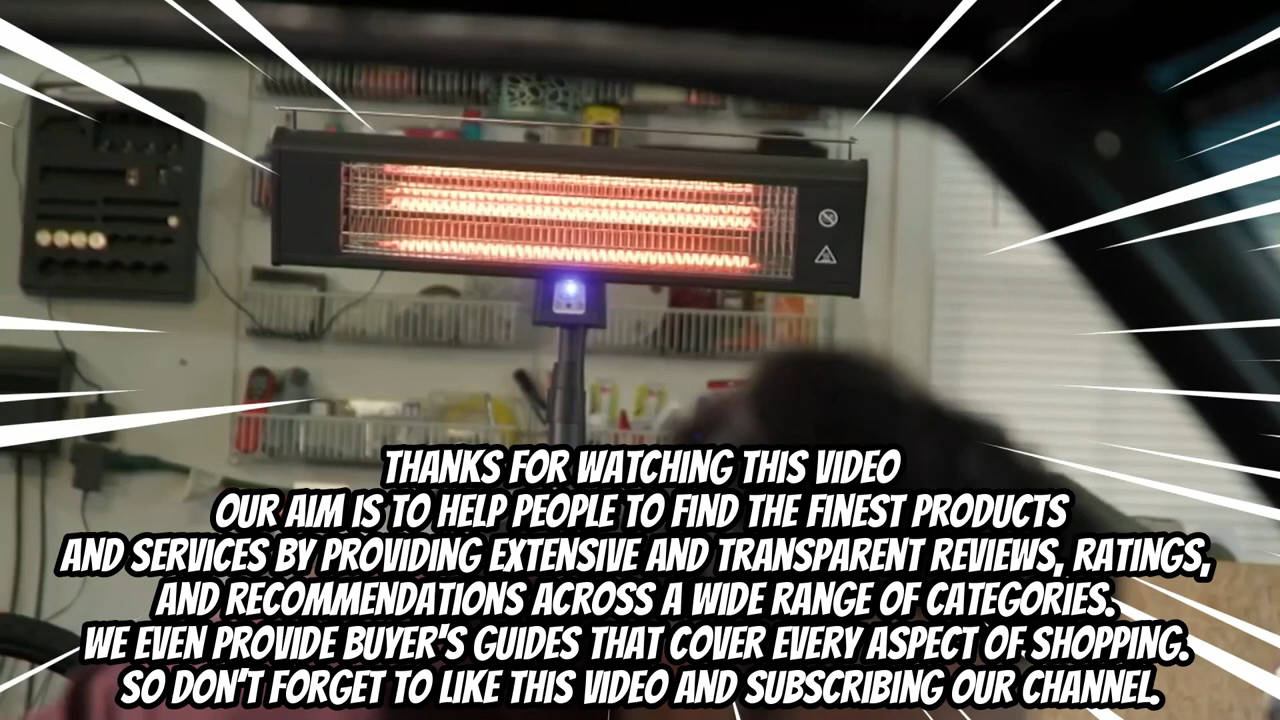 THANKS FOR WATCHING THIS VIDEO
OUR AIM IS TO HELP PEOPLE TO FIND THE FINEST PRODUCTS
AND SERVICES BY PROVIDING EXTENSIVE AND TRANSPARENT REVIEWS, RATINGS,
AND RECOMMENDATIONS ACROSS A WIDE RANGE OF CATEGORIES.
WE EVEN PROVIDE BUYER'S GUIDES THAT COVER EVERY ASPECT OF SHOPPING.
SO DON'T FORGET TO LIKE THIS VIDEO AND SUBSCRIBING OUR CHANNEL.